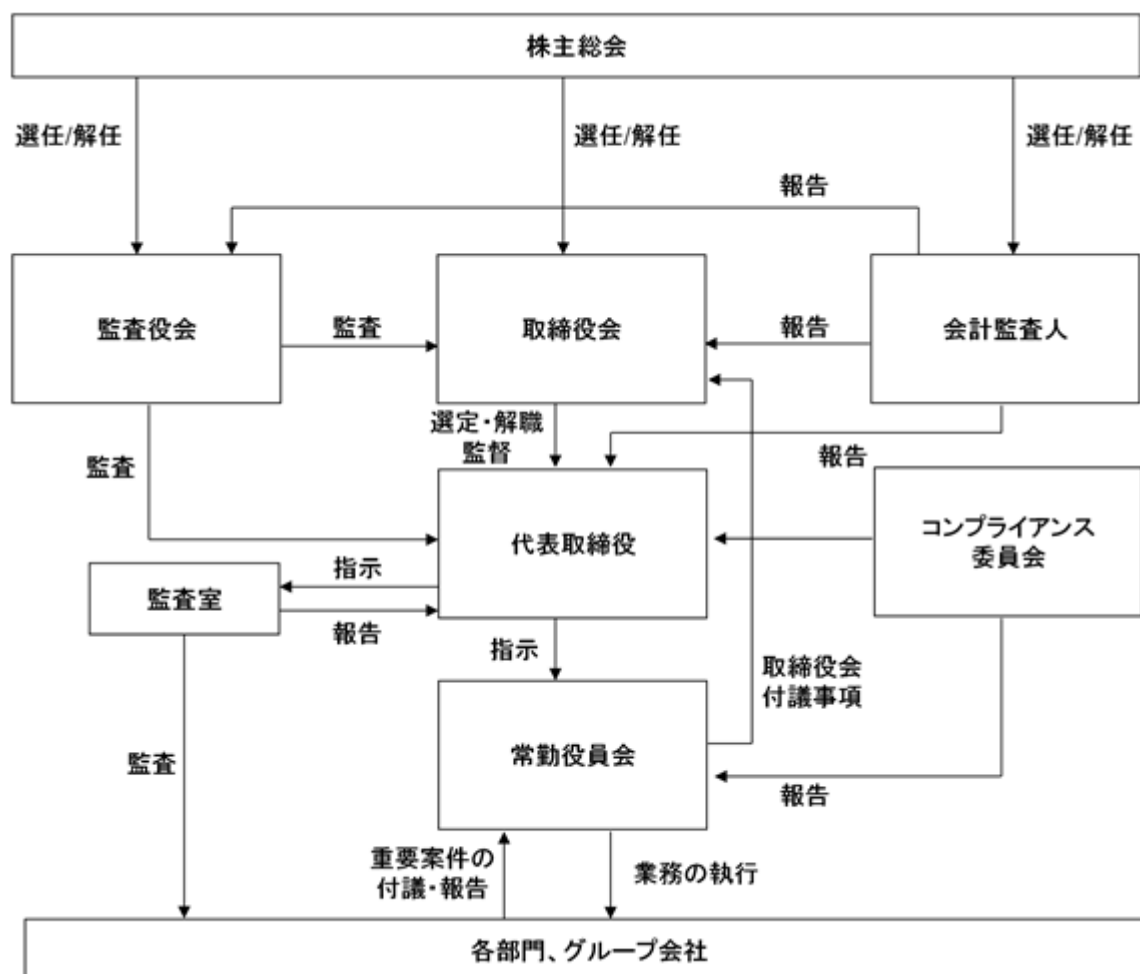 株主総会
選任/解任
選任/解任
選任/解任
報告
監査役会
監査
取締役会
報告
会計監査人
選定・解職
監督
監査
報告
代表取締役
コンプライアンス
委員会
指示
監査室
報告
指示
取締役会
付議事項
常勤役員会
監査
報告
重要案件の
付議・報告
業務の執行
各部門、グループ会社